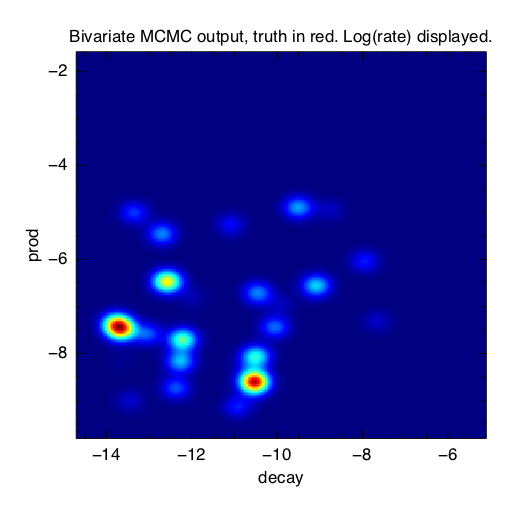 Bivariate MCMC output, truth in red. Log(rate) displayed.
−2
−4
−6
−8
prod
−14 −12 −10 −8 −6
decay